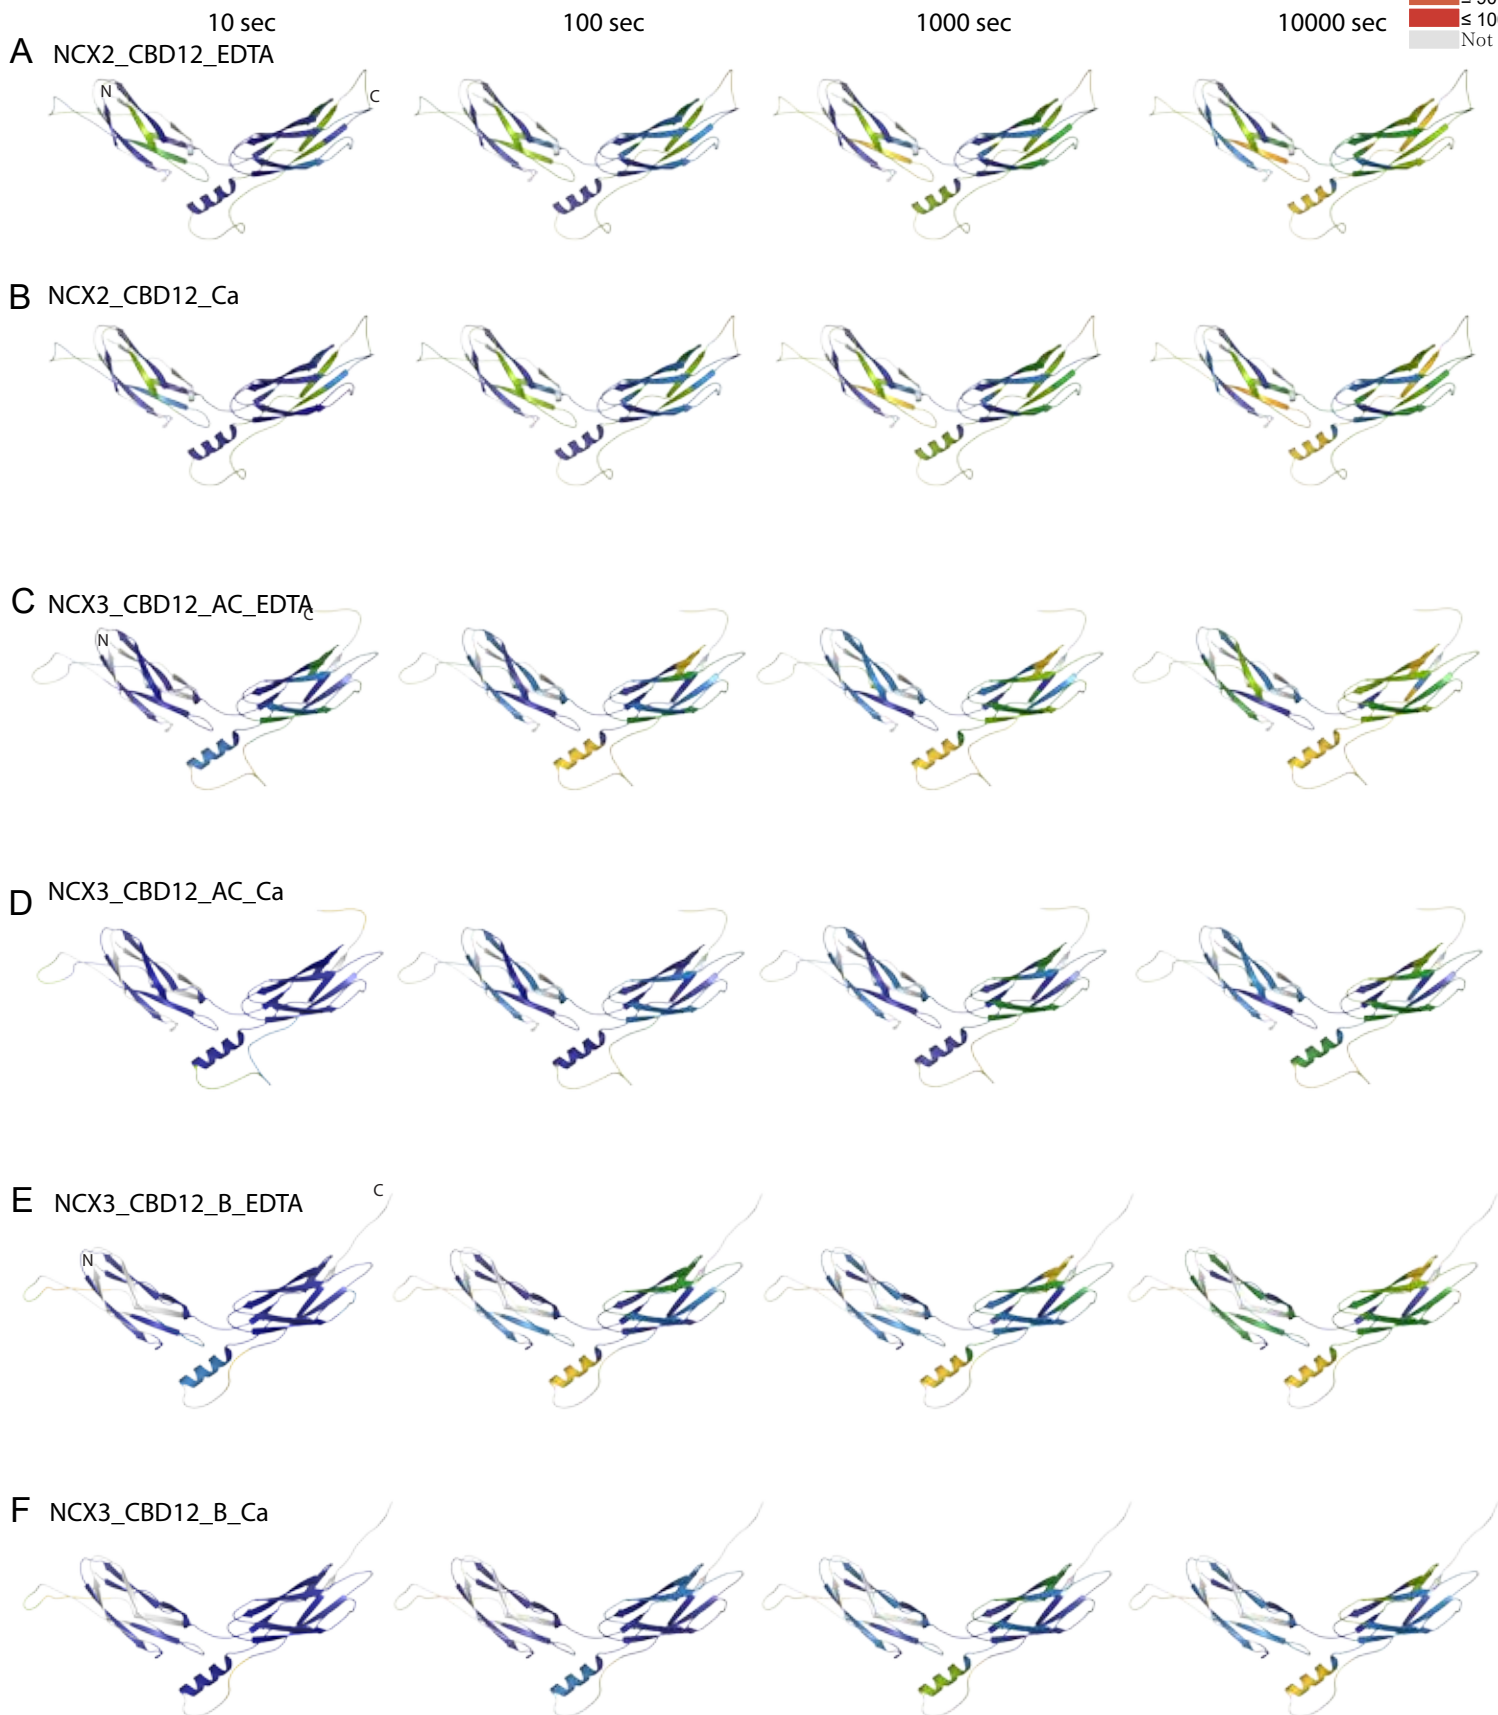 10 sec 100 sec 1000 sec 10000 sec
≤ 10
Not
A NCX2_CBD12_EDTA
N
C
B NCX2_CBD12_Ca
C NCX3_CBD12_AC_EDTA
C
N
D NCX3_CBD12_AC_Ca
E NCX3_CBD12_B_EDTA
C
N
F NCX3_CBD12_B_Ca